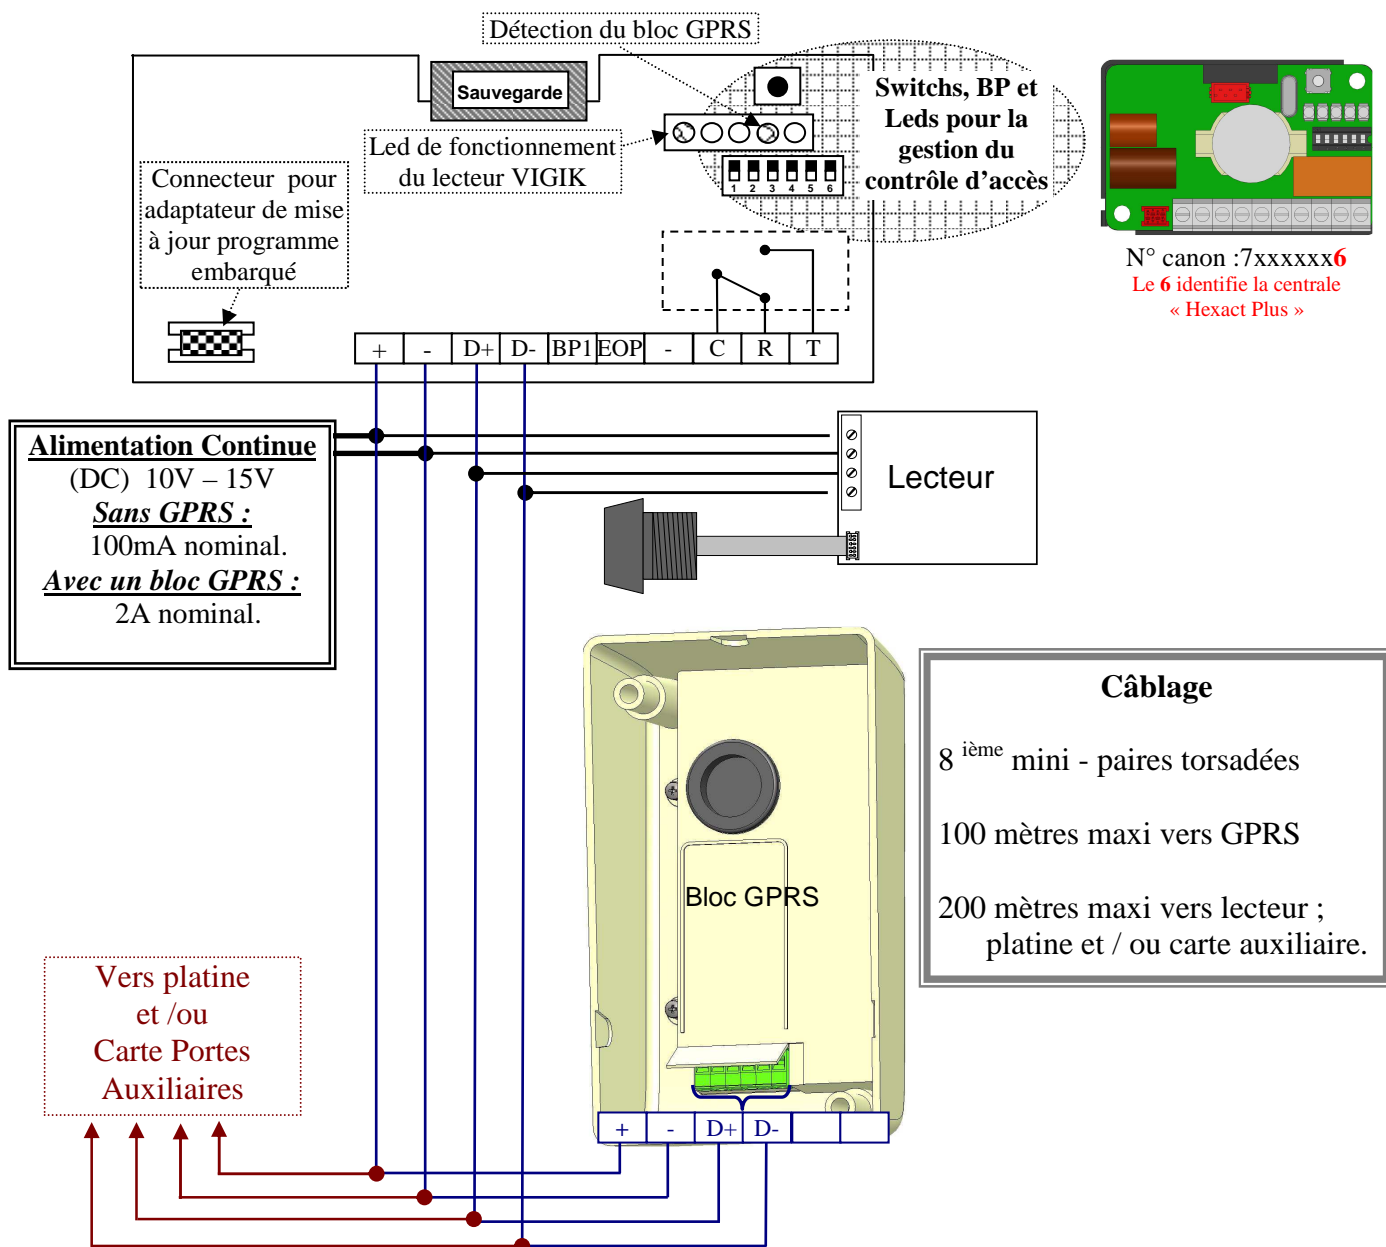 Détection du bloc GPRS
Sauvegarde
Switchs, BP et
Leds pour la
gestion du
contrôle d'accès
Led de fonctionnement
du lecteur VIGIK
1 2 3 4 5 6
Connecteur pour
adaptateur de mise
à jour programme
embarqué
N° canon :7xxxxxx6
Le 6 identifie la centrale
« Hexact Plus »
+ - D+ D- BP1 EOP - C R T
Alimentation Continue
(DC) 10V – 15V
Sans GPRS :
100mA nominal.
Avec un bloc GPRS :
2A nominal.
Lecteur
Câblage
8 ième mini - paires torsadées
100 mètres maxi vers GPRS
200 mètres maxi vers lecteur ;
platine et / ou carte auxiliaire.
Bloc GPRS
Vers platine
et /ou
Carte Portes
Auxiliaires
+ - D+ D-